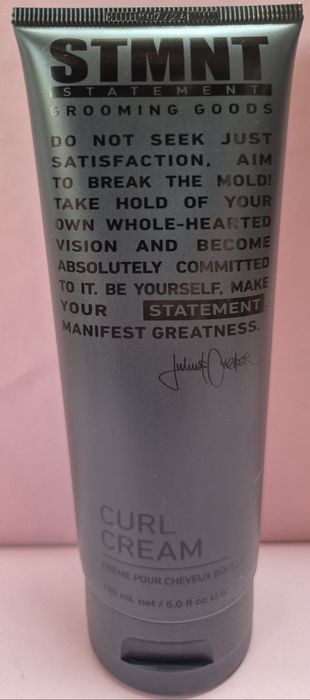 STMNT
STATEMENT
GROOMING GOODS
DO NOT SEEK JUST
SATISFACTION, AIM
TO BREAK THE MOLD!
TAKE HOLD OF YOUR
OWN WHOLE-HEARTED
VISION AND BECOME
ABSOLUTELY COMMITTED
TO IT. BE YOURSELF, MAKE
YOUR STATEMENT.
MANIFEST GREATNESS.
CURL
CREAM
CRÈME POUR CHEVEUX
150 mL net / 5.0 fl oz U.S.